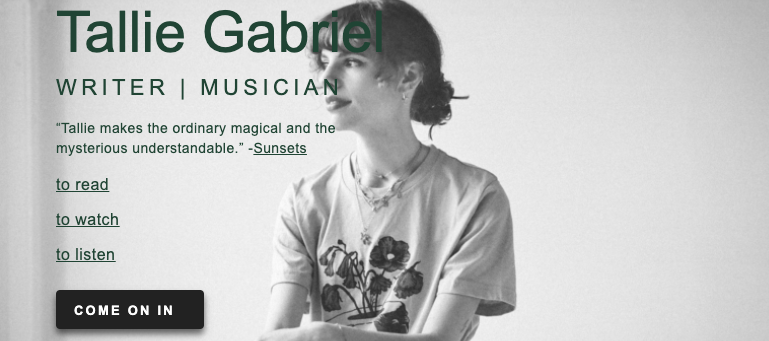 Tallie Gabriel
WRITER | MUSICIAN
“Tallie makes the ordinary magical and the
mysterious understandable.” -Sunsets
to read
to watch
to listen
COME ON IN